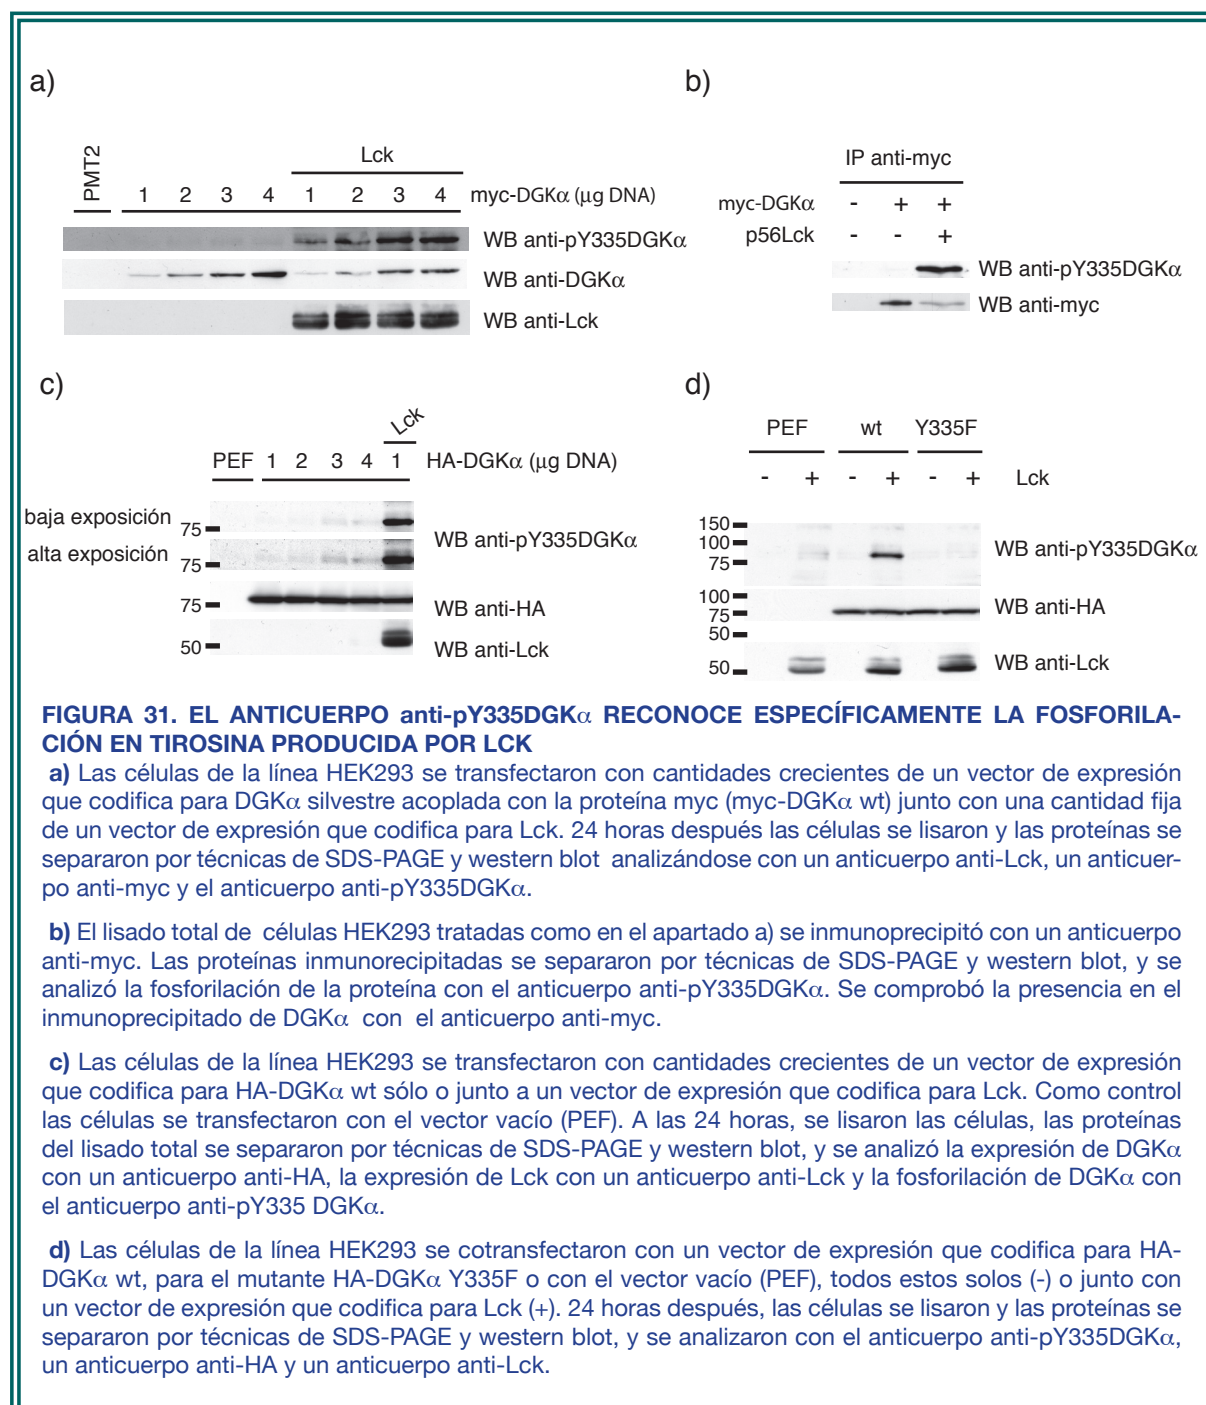 a)
b)
PMT2
Lck
1 2 3 4 1 2 3 4 myc-DGKα (μg DNA)
WB anti-pY335DGKα
WB anti-DGKα
WB anti-Lck
IP anti-myc
myc-DGKα - + +
p56Lck - - +
WB anti-pY335DGKα
WB anti-myc
c)
d)
Lck
PEF 1 2 3 4 1 HA-DGKα (μg DNA)
baja exposición 75
WB anti-pY335DGKα
alta exposición 75
75 WB anti-HA
50 WB anti-Lck
PEF wt Y335F
- + - + - + Lck
150
100 WB anti-pY335DGKα
75
100
75 WB anti-HA
50
50 WB anti-Lck
FIGURA 31. EL ANTICUERPO anti-pY335DGKα RECONOCE ESPECÍFICAMENTE LA FOSFORILA-
CIÓN EN TIROSINA PRODUCIDA POR LCK
a) Las células de la línea HEK293 se transfectaron con cantidades crecientes de un vector de expresión
que codifica para DGKα silvestre acoplada con la proteína myc (myc-DGKα wt) junto con una cantidad fija
de un vector de expresión que codifica para Lck. 24 horas después las células se lisaron y las proteínas se
separaron por técnicas de SDS-PAGE y western blot analizándose con un anticuerpo anti-Lck, un anticuer-
po anti-myc y el anticuerpo anti-pY335DGKα.
b) El lisado total de células HEK293 tratadas como en el apartado a) se inmunoprecipitó con un anticuerpo
anti-myc. Las proteínas inmunorecipitadas se separaron por técnicas de SDS-PAGE y western blot, y se
analizó la fosforilación de la proteína con el anticuerpo anti-pY335DGKα. Se comprobó la presencia en el
inmunoprecipitado de DGKα con el anticuerpo anti-myc.
c) Las células de la línea HEK293 se transfectaron con cantidades crecientes de un vector de expresión
que codifica para HA-DGKα wt sólo o junto a un vector de expresión que codifica para Lck. Como control
las células se transfectaron con el vector vacío (PEF). A las 24 horas, se lisaron las células, las proteínas
del lisado total se separaron por técnicas de SDS-PAGE y western blot, y se analizó la expresión de DGKα
con un anticuerpo anti-HA, la expresión de Lck con un anticuerpo anti-Lck y la fosforilación de DGKα con
el anticuerpo anti-pY335 DGKα.
d) Las células de la línea HEK293 se cotransfectaron con un vector de expresión que codifica para HA-
DGKα wt, para el mutante HA-DGKα Y335F o con el vector vacío (PEF), todos estos solos (-) o junto con
un vector de expresión que codifica para Lck (+). 24 horas después, las células se lisaron y las proteínas se
separaron por técnicas de SDS-PAGE y western blot, y se analizaron con el anticuerpo anti-pY335DGKα,
un anticuerpo anti-HA y un anticuerpo anti-Lck.